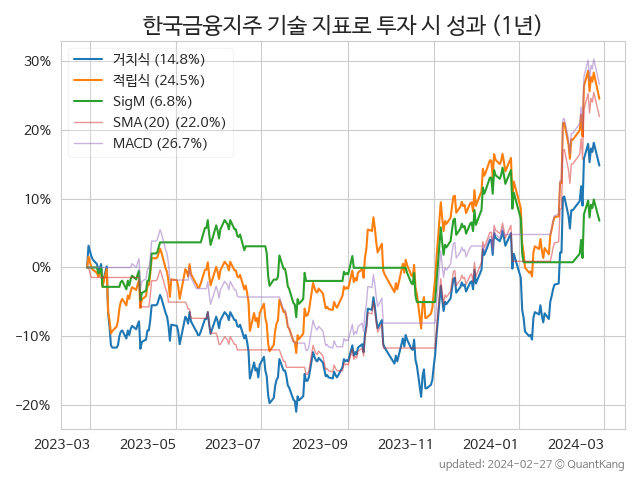 한국금융지주 기술 지표로 투자 시 성과 (1년)
거치식 (14.8%)
적립식 (24.5%)
SigM (6.8%)
SMA(20) (22.0%)
MACD (26.7%)
30%
20%
10%
0%
−10%
−20%
2023−03 2023−05 2023−07 2023−09 2023−11 2024−01 2024−03
updated: 2024−02−27 © QuantKang